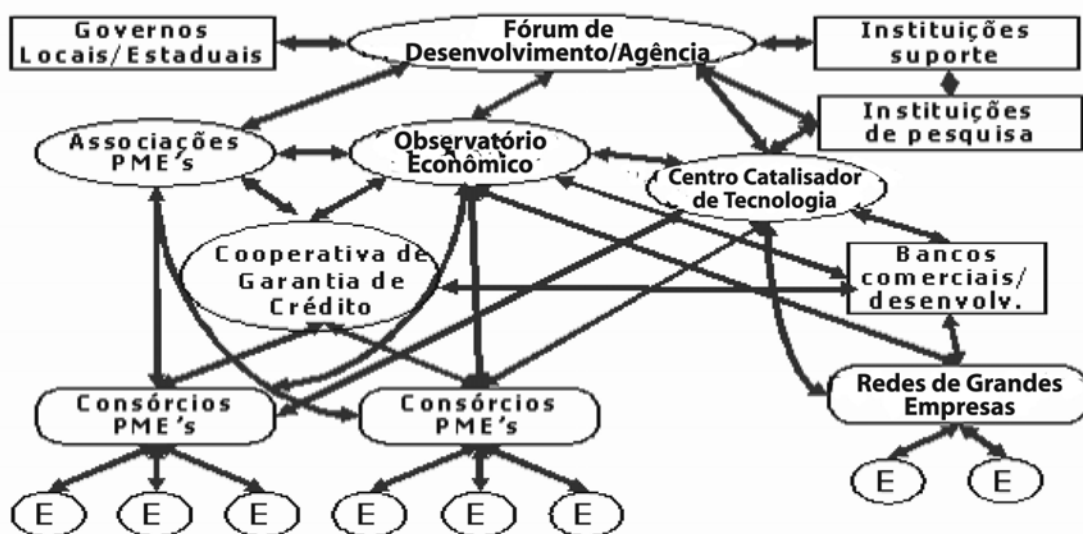 Governos
Locais/Estaduais
Fórum de
Desenvolvimento/Agência
Instituições
suporte
Instituições
de pesquisa
Associações
PME's
Observatório
Econômico
Centro Catalisador
de Tecnologia
Cooperativa de
Garantia de
Crédito
Bancos
comerciais/
desenvolv.
Consórcios
PME's
Consórcios
PME's
Redes de Grandes
Empresas
E
E
E
E
E
E
E
E